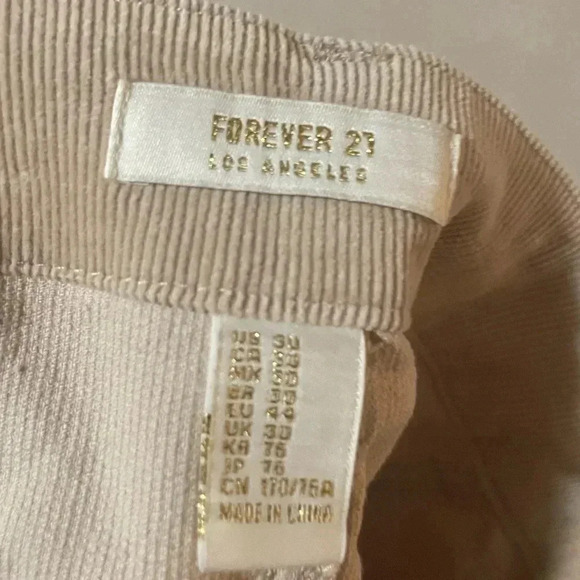 FOREVER 21
LOS ANGELES
US 30
CA 30
MX 30
BR 30
EU 44
UK 30
KR 76
JP 76
CN 170/76A
MADE IN CHINA